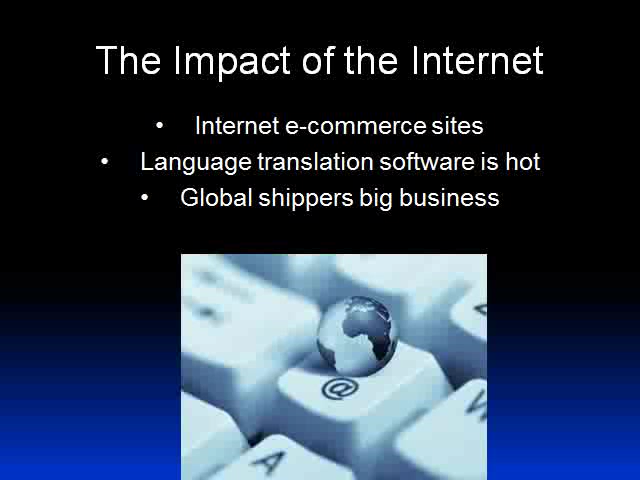 The Impact of the Internet
• Internet e-commerce sites
• Language translation software is hot
• Global shippers big business
@
A